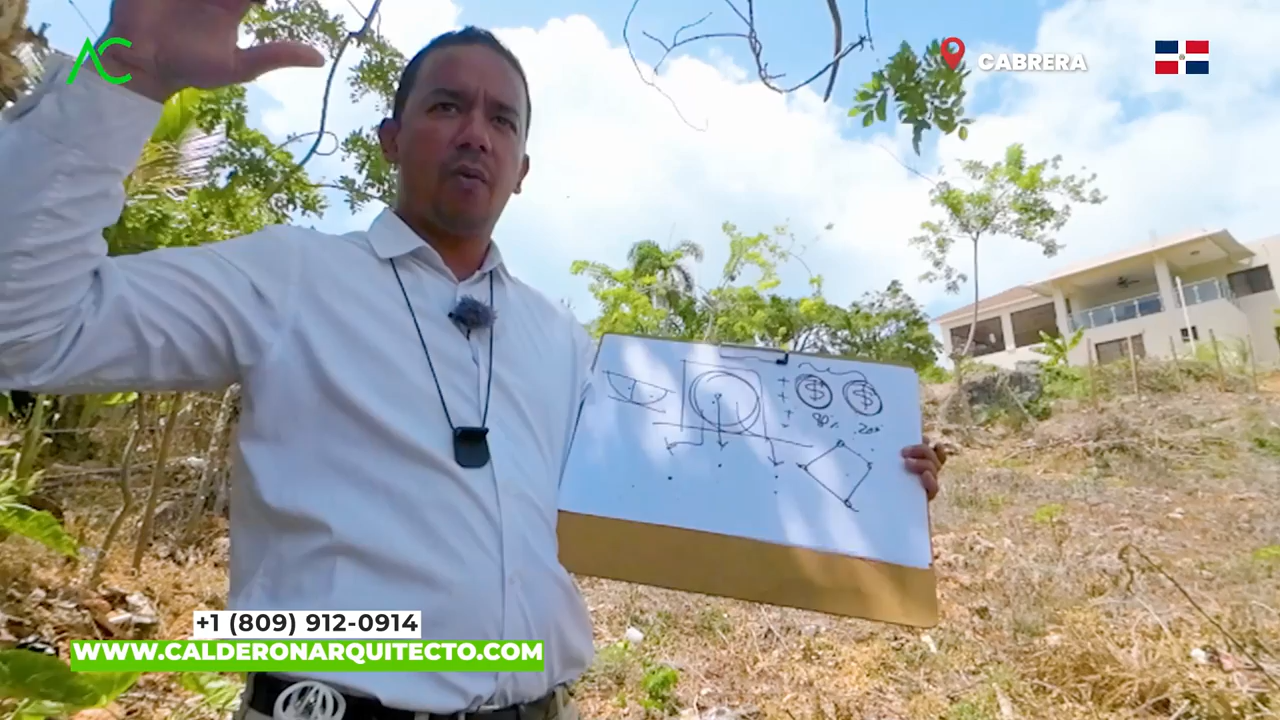 AC
CABRERA
$ $
+1 (809) 912-0914
WWW.CALDERONARQUITECTO.COM